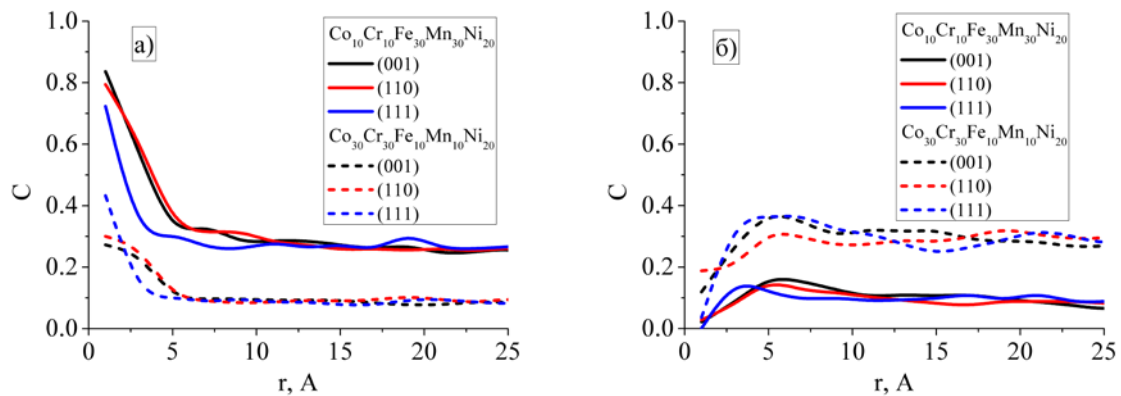 1.0
0.8
0.6
0.4
0.2
0.0
C
0 5 10 15 20 25
r, A
а)
Co₁₀Cr₁₀Fe₃₀Mn₃₀Ni₂₀
(001)
(110)
(111)
Co₃₀Cr₃₀Fe₁₀Mn₁₀Ni₂₀
(001)
(110)
(111)
1.0
0.8
0.6
0.4
0.2
0.0
C
0 5 10 15 20 25
r, A
б)
Co₁₀Cr₁₀Fe₃₀Mn₃₀Ni₂₀
(001)
(110)
(111)
Co₃₀Cr₃₀Fe₁₀Mn₁₀Ni₂₀
(001)
(110)
(111)